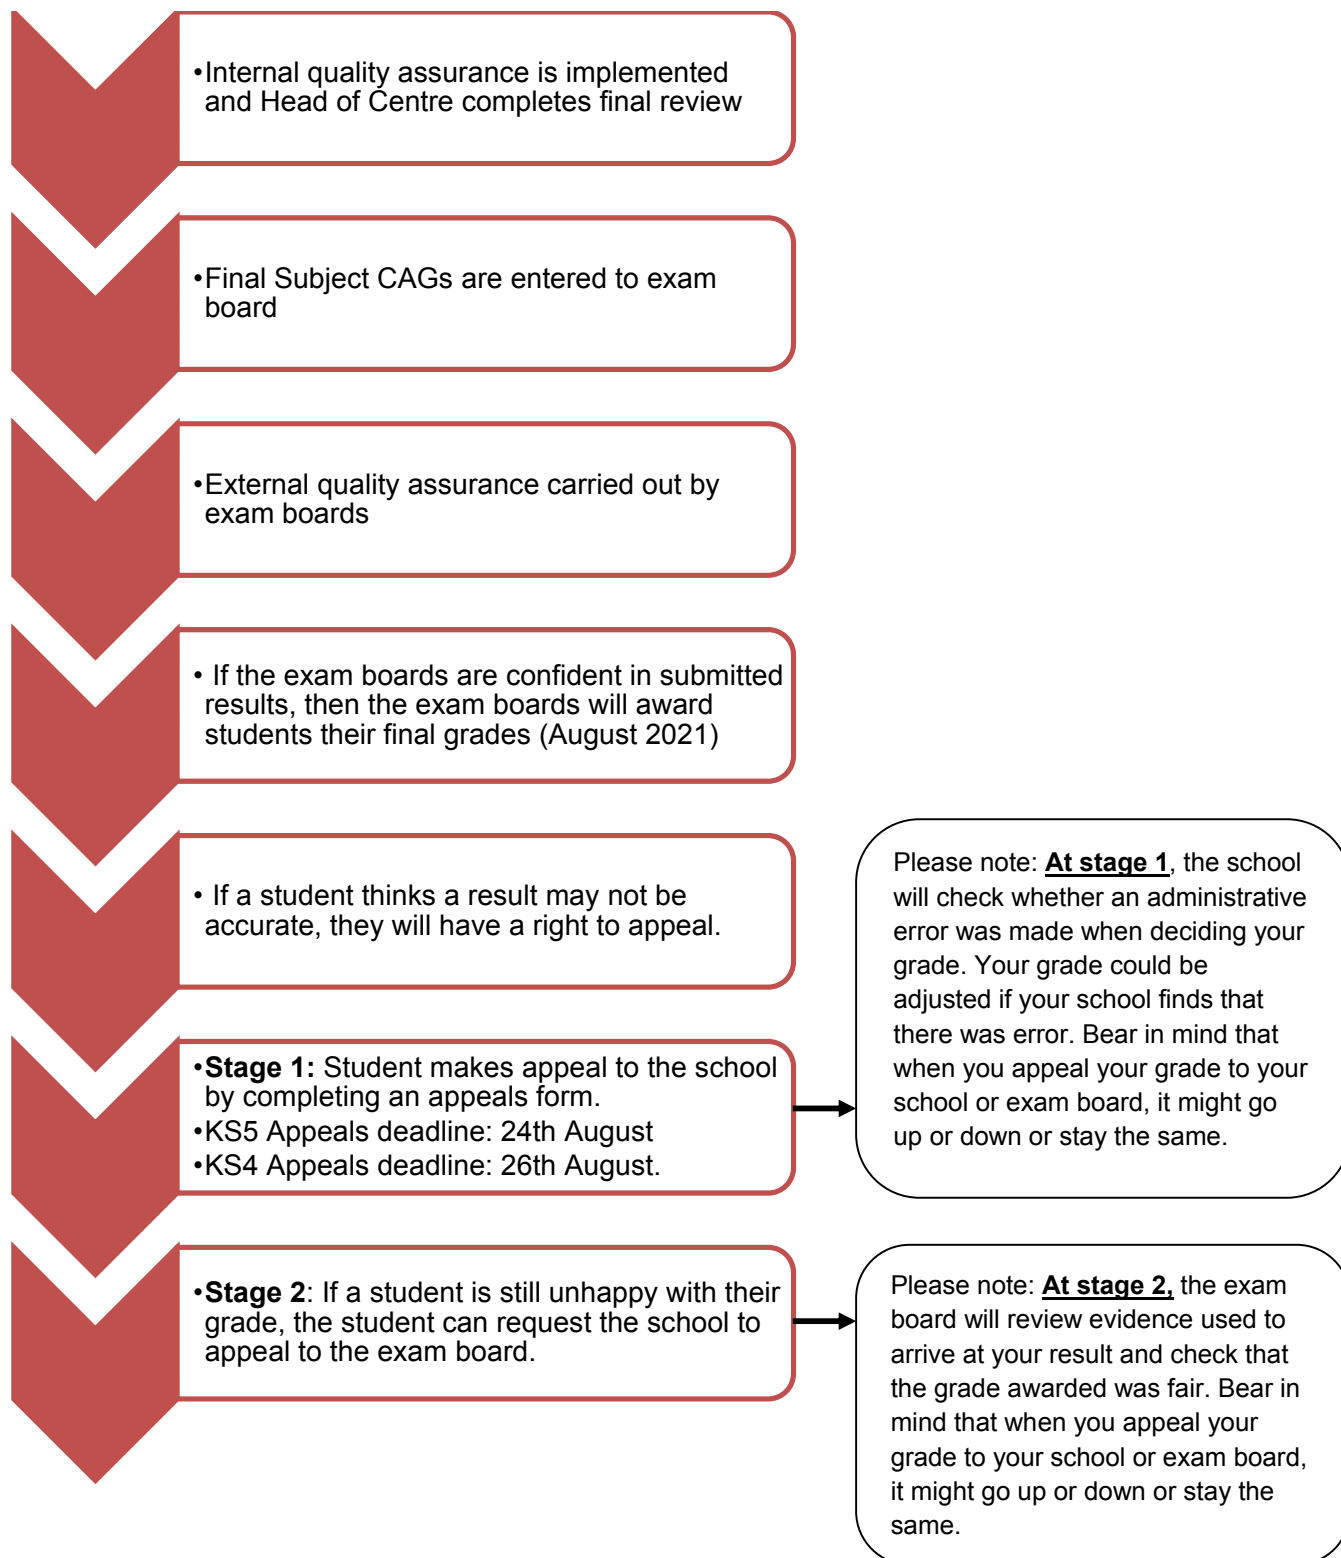 •Internal quality assurance is implemented
and Head of Centre completes final review
•Final Subject CAGs are entered to exam
board
•External quality assurance carried out by
exam boards
• If the exam boards are confident in submitted
results, then the exam boards will award
students their final grades (August 2021)
• If a student thinks a result may not be
accurate, they will have a right to appeal.
•Stage 1: Student makes appeal to the school
by completing an appeals form.
•KS5 Appeals deadline: 24th August
•KS4 Appeals deadline: 26th August.
Please note: At stage 1, the school
will check whether an administrative
error was made when deciding your
grade. Your grade could be
adjusted if your school finds that
there was error. Bear in mind that
when you appeal your grade to your
school or exam board, it might go
up or down or stay the same.
•Stage 2: If a student is still unhappy with their
grade, the student can request the school to
appeal to the exam board.
Please note: At stage 2, the exam
board will review evidence used to
arrive at your result and check that
the grade awarded was fair. Bear in
mind that when you appeal your
grade to your school or exam board,
it might go up or down or stay the
same.